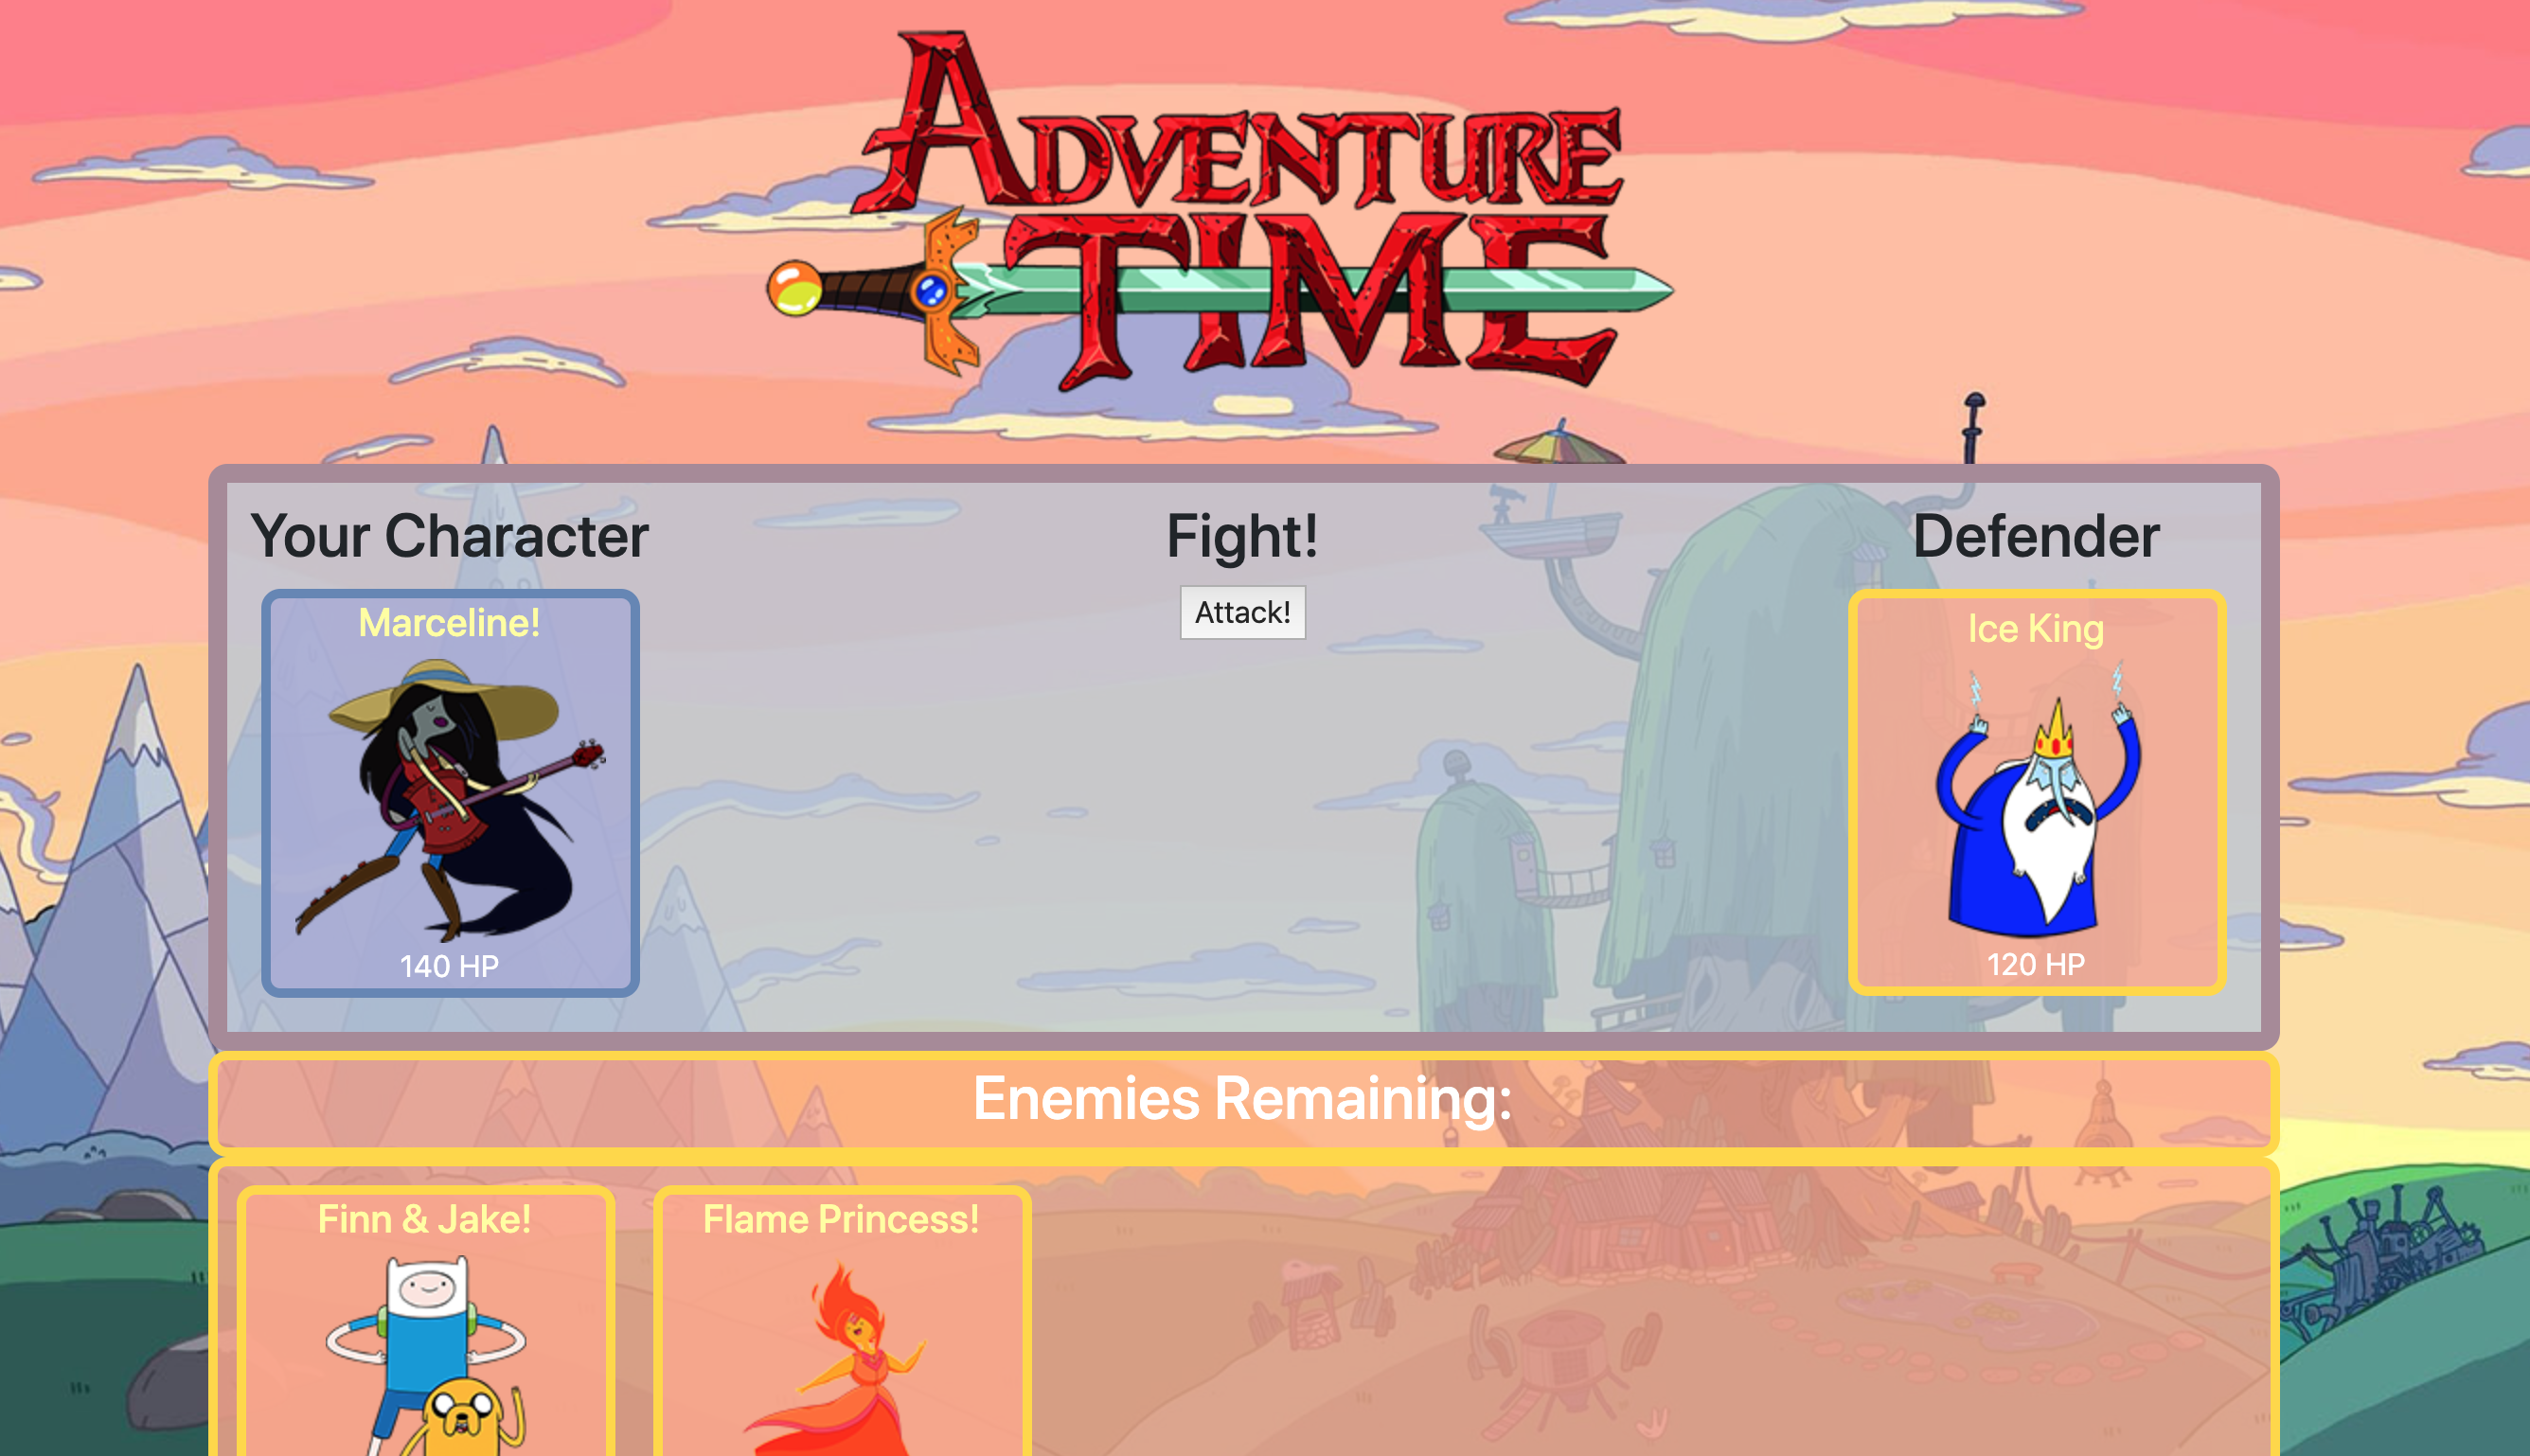 ADVENTURE
TIME
Your Character
Fight!
Defender
Attack!
Marceline!
140 HP
Ice King
120 HP
Enemies Remaining:
Finn & Jake!
Flame Princess!